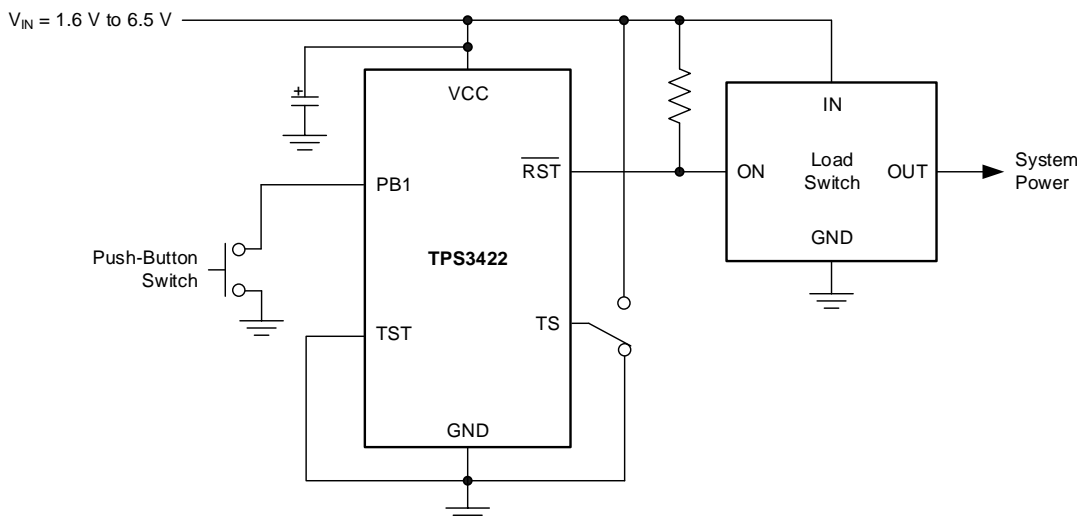 VIN = 1.6 V to 6.5 V
VCC
IN
PB1
RST
ON
Load
Switch
OUT
System
Power
Push-Button
Switch
TPS3422
GND
TST
TS
GND
+